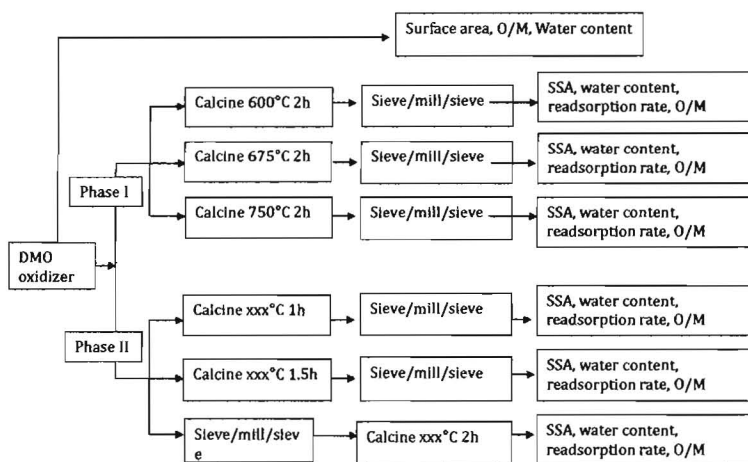 Surface area, O/M, Water content
Calcine 600°C 2h
Sieve/mill/sieve
SSA, water content,
readsorption rate, O/M
Calcine 675°C 2h
Sieve/mill/sieve
SSA, water content,
readsorption rate, O/M
Phase I
Calcine 750°C 2h
Sieve/mill/sieve
SSA, water content,
readsorption rate, O/M
DMO
oxidizer
Calcine xxx°C 1h
Sieve/mill/sieve
SSA, water content,
readsorption rate, O/M
Phase II
Calcine xxx°C 1.5h
Sieve/mill/sieve
SSA, water content,
readsorption rate, O/M
Sieve/mill/siev
e
Calcine xxx°C 2h
SSA, water content,
readsorption rate, O/M